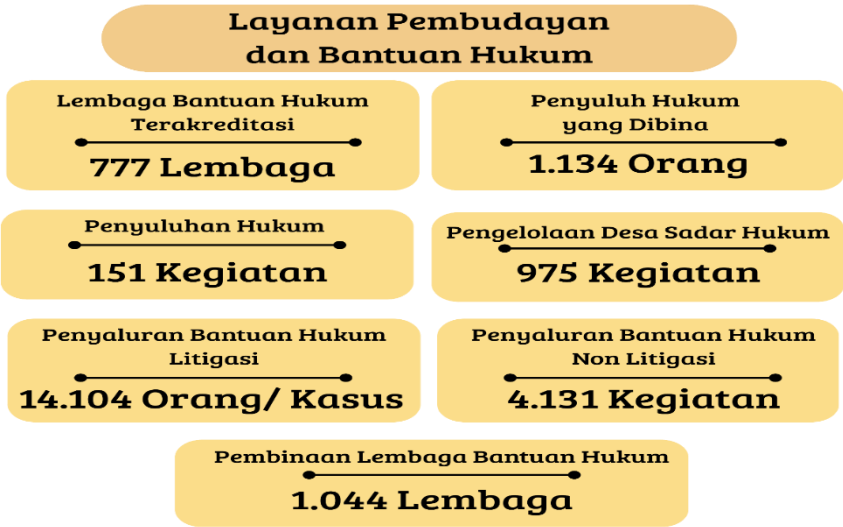 Layanan Pembudayan
dan Bantuan Hukum
Lembaga Bantuan Hukum
Terakreditasi
777 Lembaga
Penyuluh Hukum
yang Dibina
1.134 Orang
Penyuluhan Hukum
151 Kegiatan
Pengelolaan Desa Sadar Hukum
975 Kegiatan
Penyaluran Bantuan Hukum
Litigasi
14.104 Orang/ Kasus
Penyaluran Bantuan Hukum
Non Litigasi
4.131 Kegiatan
Pembinaan Lembaga Bantuan Hukum
1.044 Lembaga